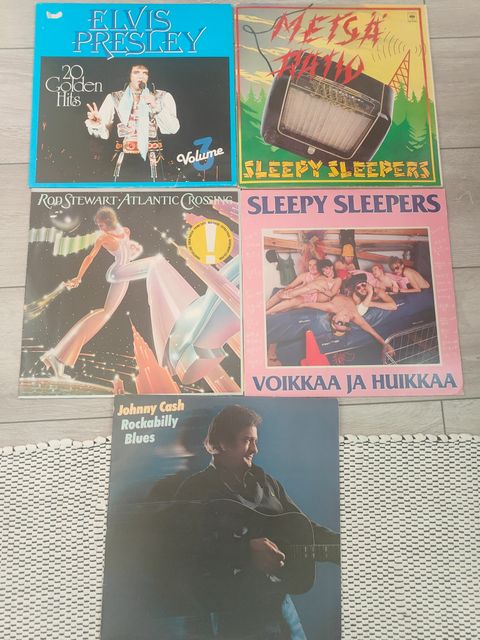 ELVIS
PRESLEY
20
Golden
Hits
Volume
3
METSÄ
RATIO
SLEEPY SLEEPERS
ROD STEWART-ATLANTIC CROSSING
!
SLEEPY SLEEPERS
VOIKKAA JA HUIKKAA
Johnny Cash
Rockabilly
Blues